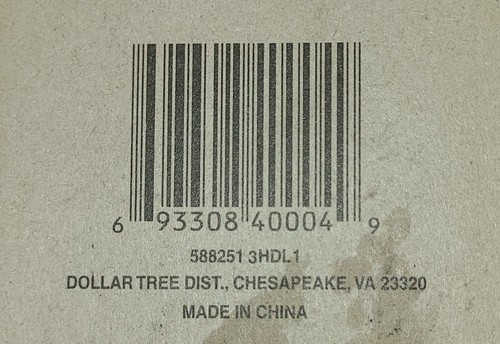 6 93308 40004 9
588251 3HDL1
DOLLAR TREE DIST., CHESAPEAKE, VA 23320
MADE IN CHINA